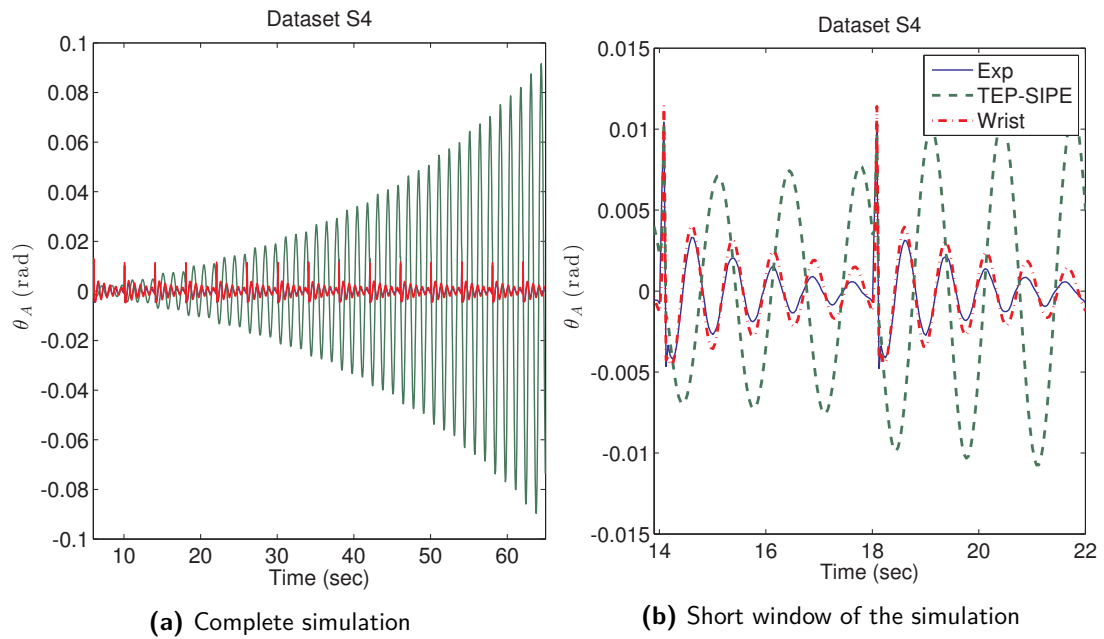 Dataset S4
0.1
0.08
0.06
0.04
0.02
0
-0.02
-0.04
-0.06
-0.08
-0.1
θ_A (rad)
10 20 30 40 50 60
Time (sec)
(a) Complete simulation
Dataset S4
0.015
0.01
0.005
0
-0.005
-0.01
-0.015
θ_A (rad)
Exp
TEP-SIPE
Wrist
14 16 18 20 22
Time (sec)
(b) Short window of the simulation